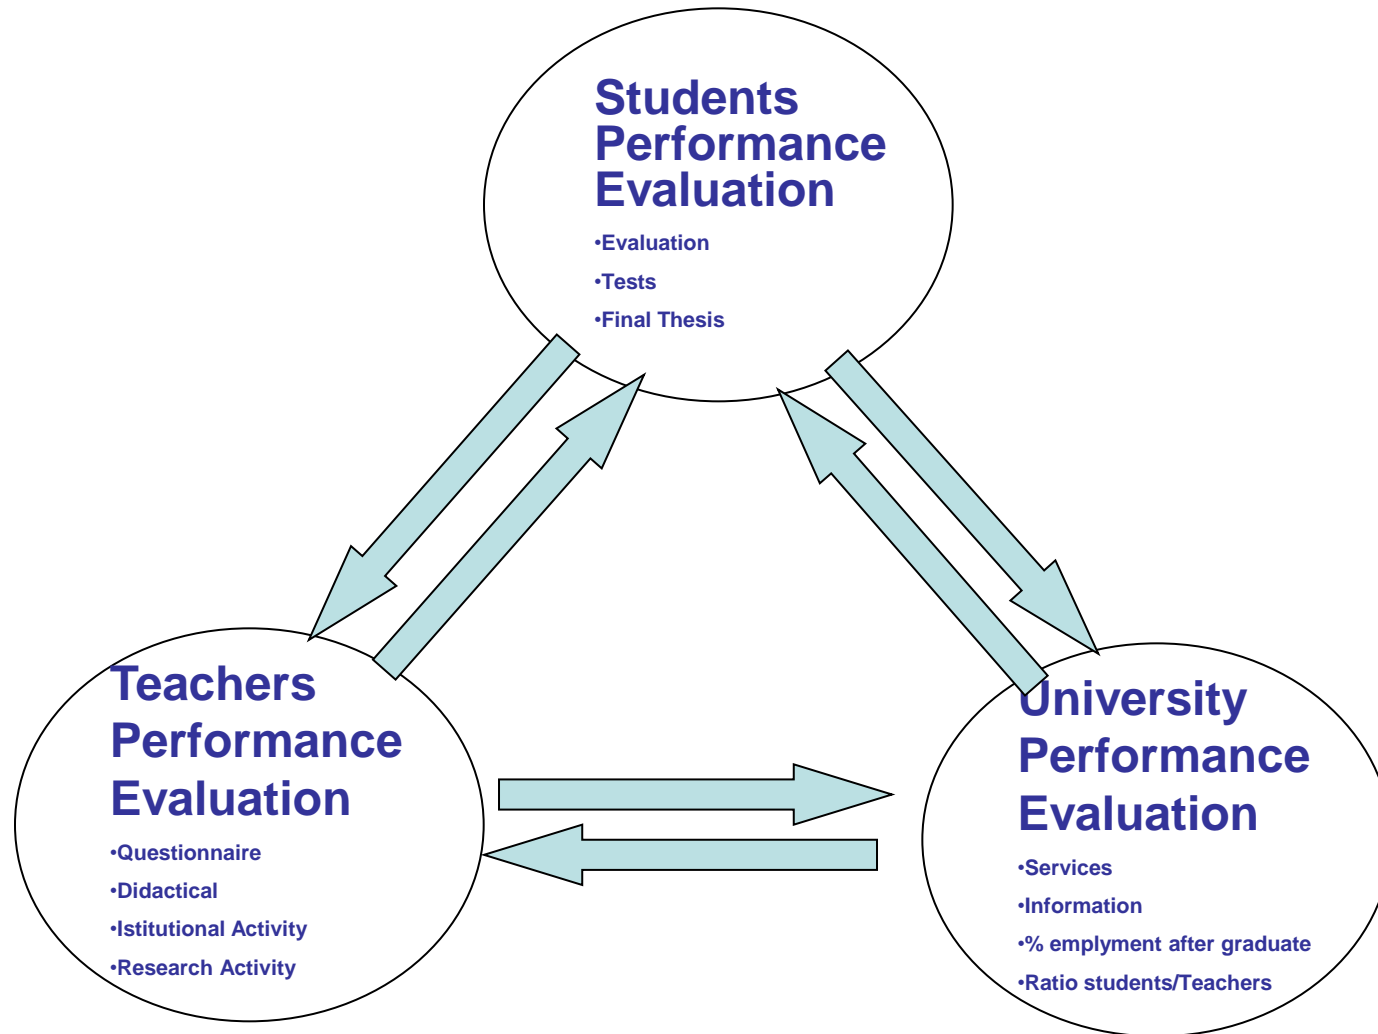 Students
Performance
Evaluation
•Evaluation
•Tests
•Final Thesis
Teachers
Performance
Evaluation
•Questionnaire
•Didactical
•Istitutional Activity
•Research Activity
University
Performance
Evaluation
•Services
•Information
•% emplyment after graduate
•Ratio students/Teachers